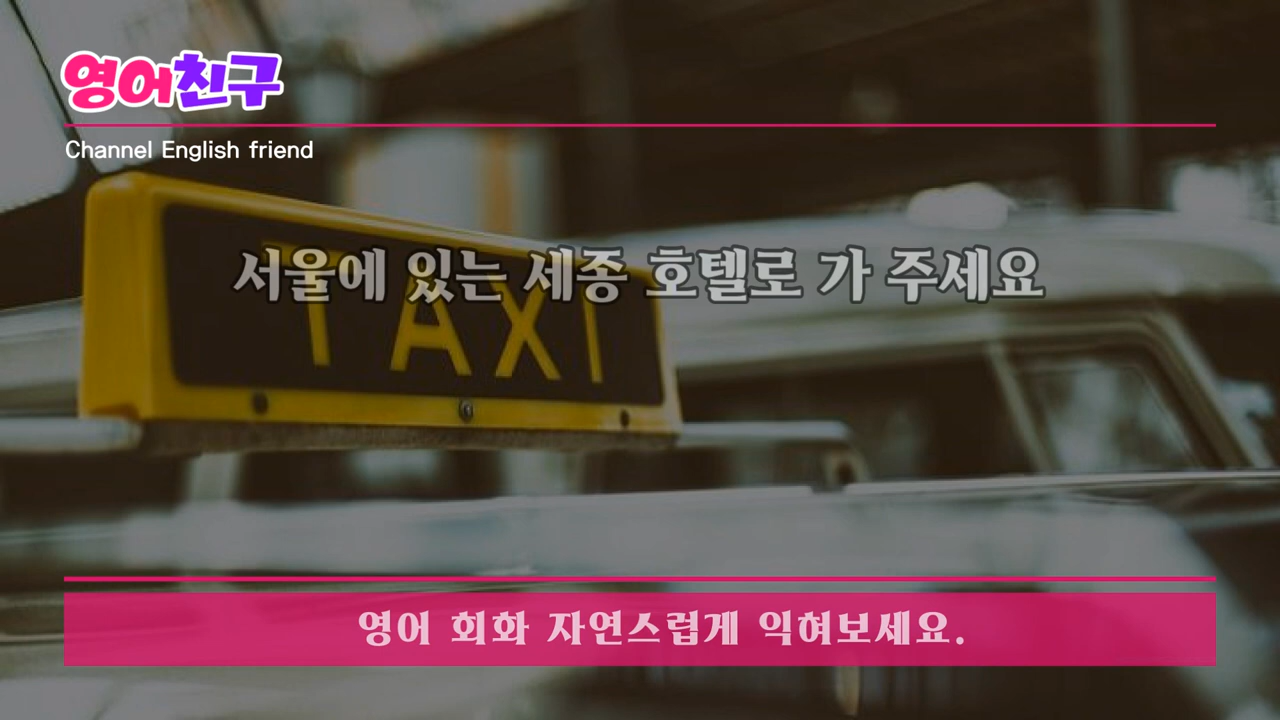 영어친구
Channel English friend
TAXI
서울에 있는 세종 호텔로 가 주세요
영어 회화 자연스럽게 익혀보세요.